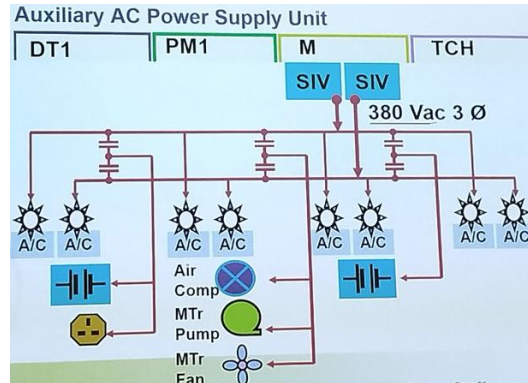 Auxiliary AC Power Supply Unit
DT1 PM1 M TCH
SIV SIV
380 Vac 3 Ø
A/C A/C A/C A/C A/C A/C A/C A/C
Air
Comp
MTr
Pump
MTr
Fan